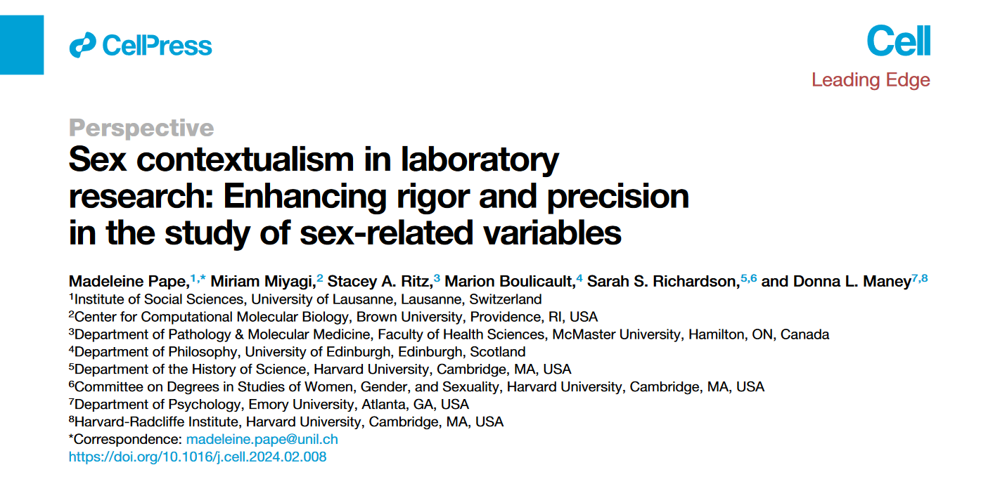 CellPress
Cell
Leading Edge
Perspective
Sex contextualism in laboratory
research: Enhancing rigor and precision
in the study of sex-related variables
Madeleine Pape,1,* Miriam Miyagi,2 Stacey A. Ritz,3 Marion Boulicault,4 Sarah S. Richardson,5,6 and Donna L. Maney7,8
1Institute of Social Sciences, University of Lausanne, Lausanne, Switzerland
2Center for Computational Molecular Biology, Brown University, Providence, RI, USA
3Department of Pathology & Molecular Medicine, Faculty of Health Sciences, McMaster University, Hamilton, ON, Canada
4Department of Philosophy, University of Edinburgh, Edinburgh, Scotland
5Department of the History of Science, Harvard University, Cambridge, MA, USA
6Committee on Degrees in Studies of Women, Gender, and Sexuality, Harvard University, Cambridge, MA, USA
7Department of Psychology, Emory University, Atlanta, GA, USA
8Harvard-Radcliffe Institute, Harvard University, Cambridge, MA, USA
*Correspondence: madeleine.pape@unil.ch
https://doi.org/10.1016/j.cell.2024.02.008